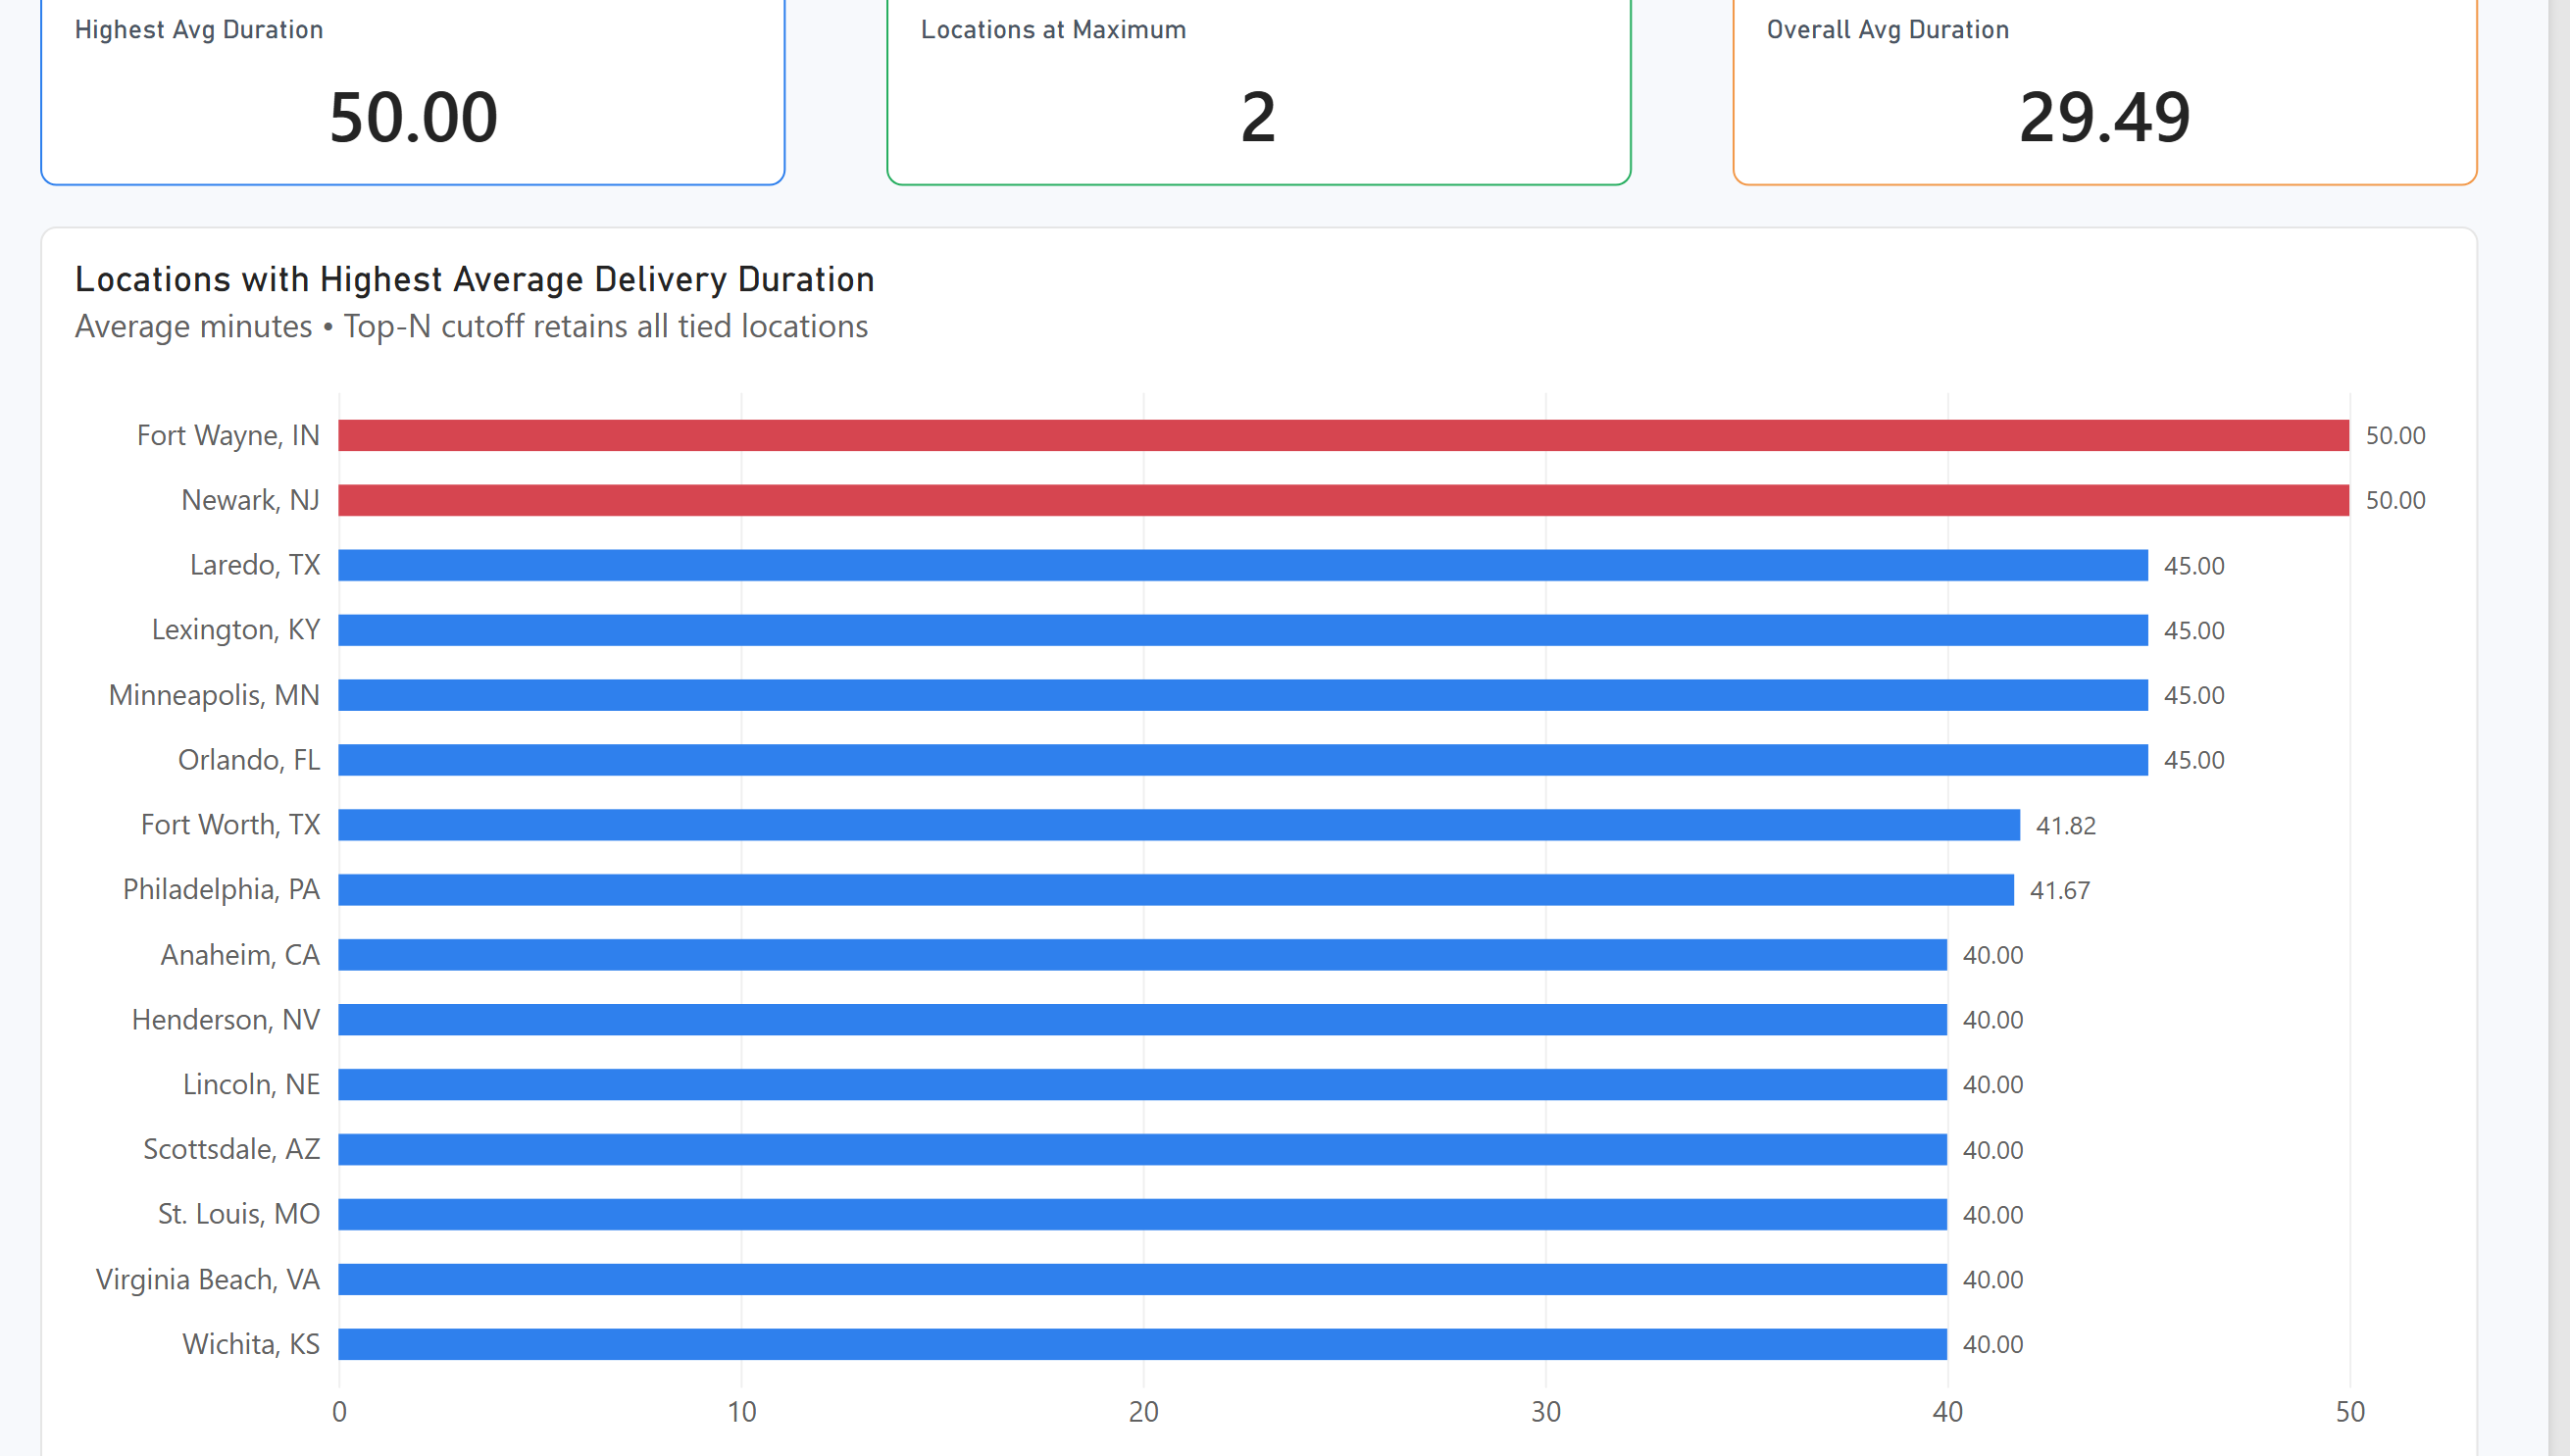 Highest Avg Duration
50.00
Locations at Maximum
2
Overall Avg Duration
29.49
Locations with Highest Average Delivery Duration
Average minutes • Top-N cutoff retains all tied locations
Fort Wayne, IN 50.00
Newark, NJ 50.00
Laredo, TX 45.00
Lexington, KY 45.00
Minneapolis, MN 45.00
Orlando, FL 45.00
Fort Worth, TX 41.82
Philadelphia, PA 41.67
Anaheim, CA 40.00
Henderson, NV 40.00
Lincoln, NE 40.00
Scottsdale, AZ 40.00
St. Louis, MO 40.00
Virginia Beach, VA 40.00
Wichita, KS 40.00
0 10 20 30 40 50